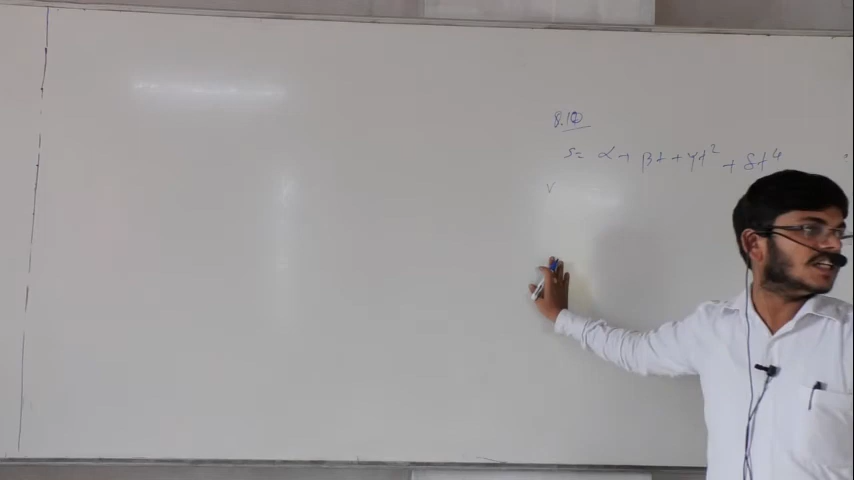 8.10
s= α+ βt + γt² + δt⁴
v